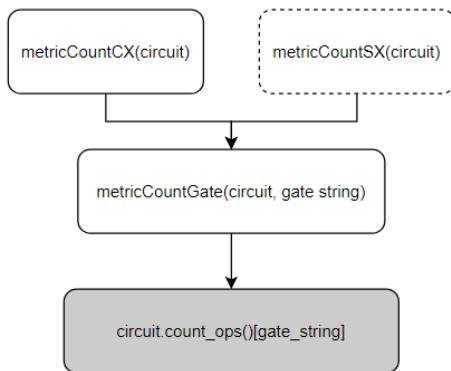 metricCountCX(circuit)
metricCountSX(circuit)
metricCountGate(circuit, gate string)
circuit.count_ops()[gate_string]